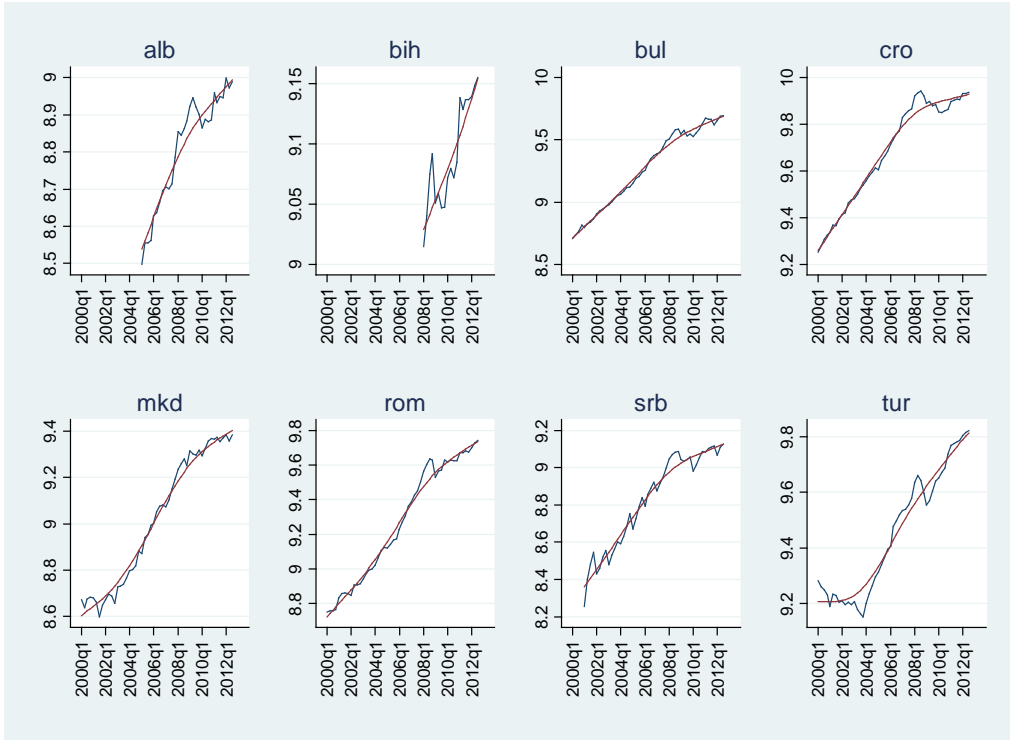 alb
9
8.9
8.8
8.7
8.6
8.5
2000q1
2002q1
2004q1
2006q1
2008q1
2010q1
2012q1
bih
9.15
9.1
9.05
9
2000q1
2002q1
2004q1
2006q1
2008q1
2010q1
2012q1
bul
10
9.5
9
8.5
2000q1
2002q1
2004q1
2006q1
2008q1
2010q1
2012q1
cro
10
9.8
9.6
9.4
9.2
2000q1
2002q1
2004q1
2006q1
2008q1
2010q1
2012q1
mkd
9.4
9.2
9
8.8
8.6
2000q1
2002q1
2004q1
2006q1
2008q1
2010q1
2012q1
rom
9.8
9.6
9.4
9.2
9
8.8
2000q1
2002q1
2004q1
2006q1
2008q1
2010q1
2012q1
srb
9.2
9
8.8
8.6
8.4
8.2
2000q1
2002q1
2004q1
2006q1
2008q1
2010q1
2012q1
tur
9.8
9.6
9.4
9.2
2000q1
2002q1
2004q1
2006q1
2008q1
2010q1
2012q1